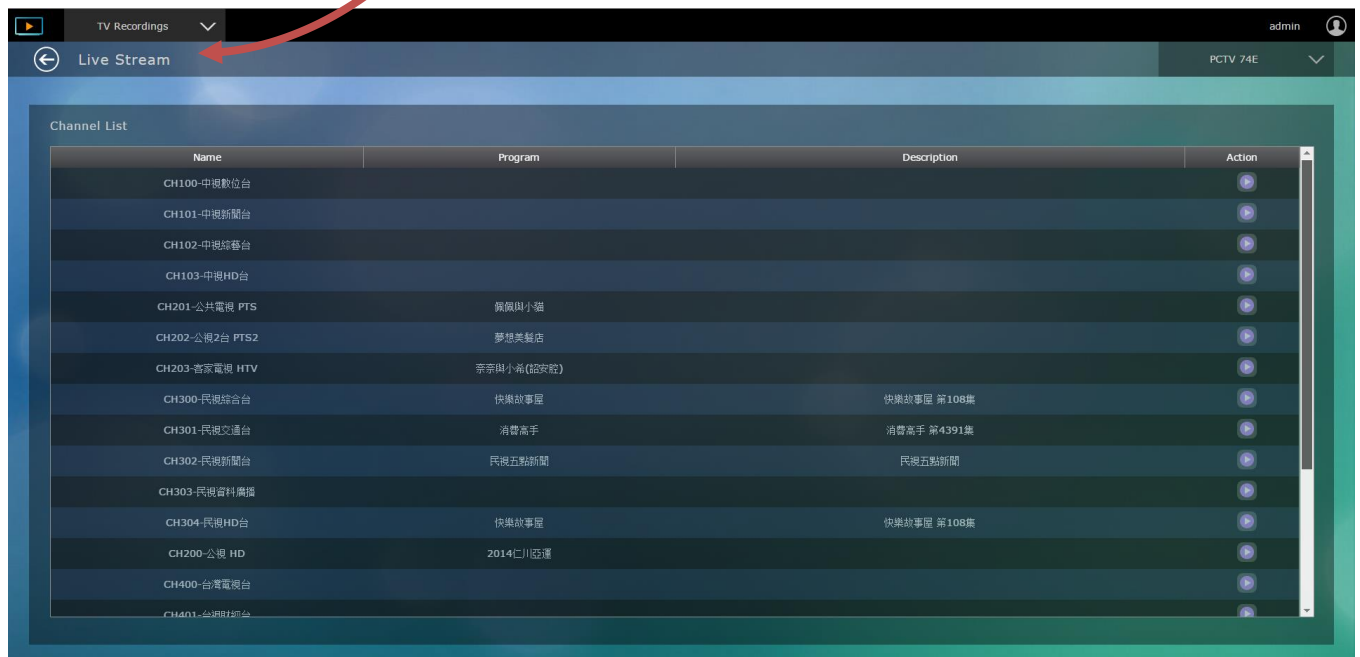 TV Recordings admin
Live Stream PCTV 74E
Channel List
Name Program Description Action
CH100-中視數位台
CH101-中視新聞台
CH102-中視綜藝台
CH103-中視HD台
CH201-公共電視 PTS 佩佩與小貓
CH202-公視2台 PTS2 夢想美髮店
CH203-客家電視 HTV 奈奈與小希(詔安腔)
CH300-民視綜合台 快樂故事屋 快樂故事屋 第108集
CH301-民視交通台 消費高手 消費高手 第4391集
CH302-民視新聞台 民視五點新聞 民視五點新聞
CH303-民視資料廣播
CH304-民視HD台 快樂故事屋 快樂故事屋 第108集
CH200-公視 HD 2014仁川亞運
CH400-台灣電視台
CH401-台視財經台